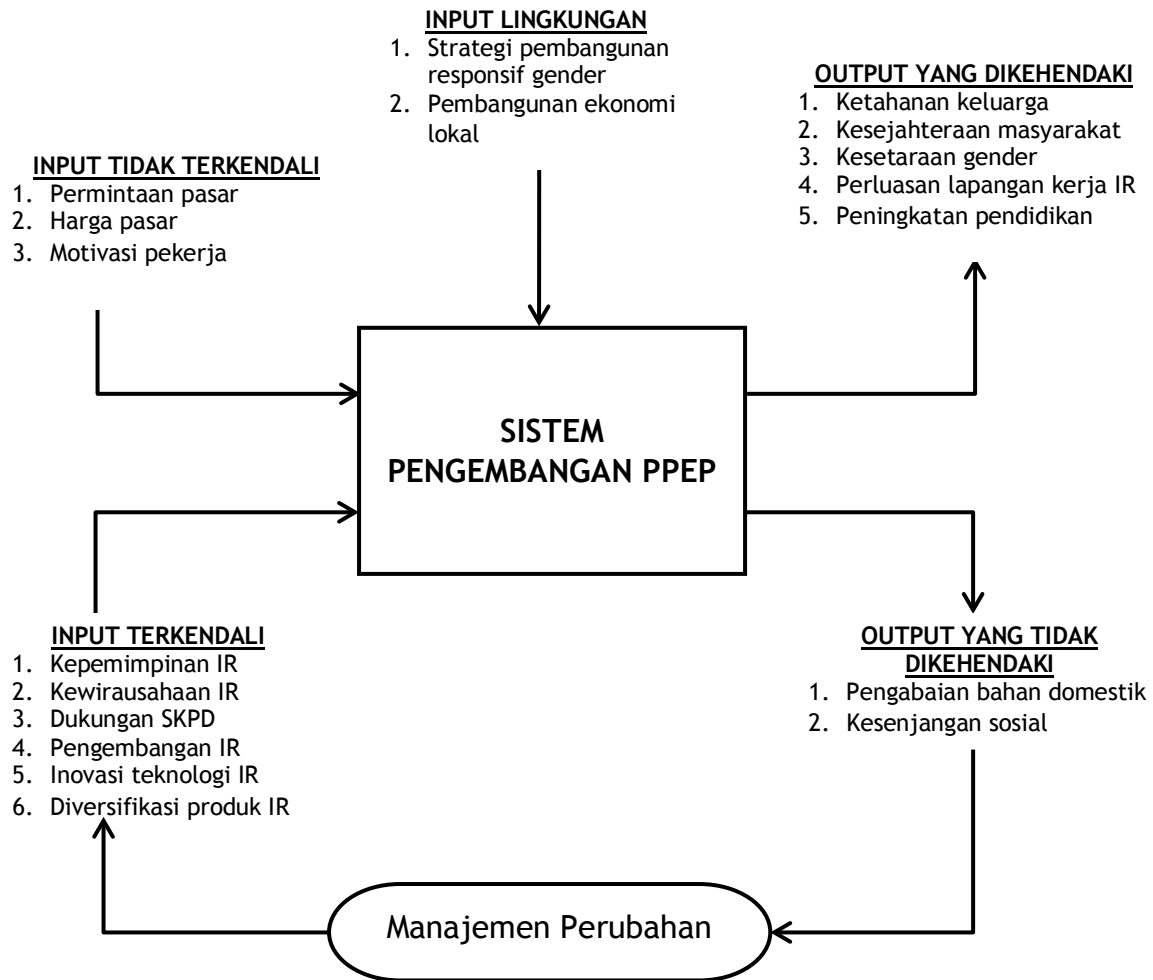 INPUT LINGKUNGAN
1. Strategi pembangunan
responsif gender
2. Pembangunan ekonomi
lokal
OUTPUT YANG DIKEHENDAKI
1. Ketahanan keluarga
2. Kesejahteraan masyarakat
3. Kesetaraan gender
4. Perluasan lapangan kerja IR
5. Peningkatan pendidikan
INPUT TIDAK TERKENDALI
1. Permintaan pasar
2. Harga pasar
3. Motivasi pekerja
SISTEM
PENGEMBANGAN PPEP
INPUT TERKENDALI
1. Kepemimpinan IR
2. Kewirausahaan IR
3. Dukungan SKPD
4. Pengembangan IR
5. Inovasi teknologi IR
6. Diversifikasi produk IR
OUTPUT YANG TIDAK
DIKEHENDAKI
1. Pengabaian bahan domestik
2. Kesenjangan sosial
Manajemen Perubahan